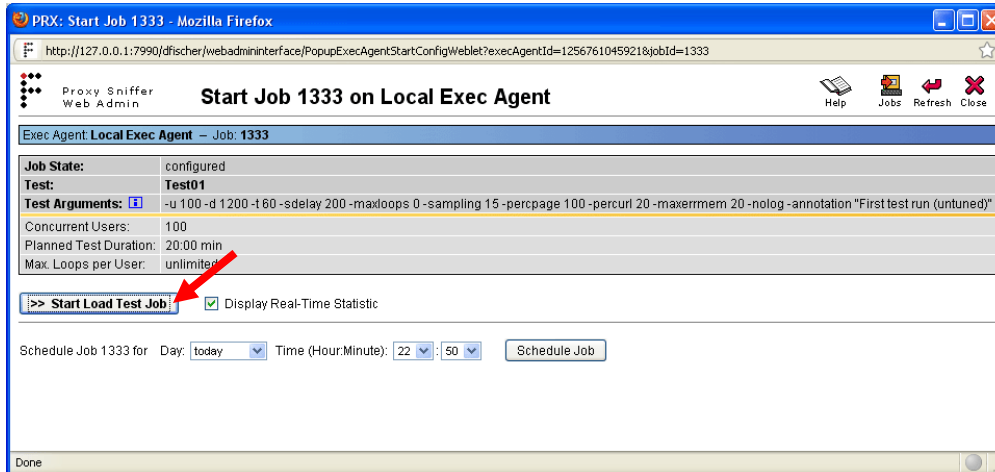 PRX: Start Job 1333 - Mozilla Firefox
http://127.0.0.1:7990/dfischer/webadmininterface/PopupExecAgentStartConfigWeblet?execAgentId=1256761045921&jobId=1333
Proxy Sniffer
Web Admin
Start Job 1333 on Local Exec Agent
Help Jobs Refresh Close
Exec Agent: Local Exec Agent – Job: 1333
Job State: configured
Test: Test01
Test Arguments: i -u 100 -d 1200 -t 60 -sdelay 200 -maxloops 0 -sampling 15 -percpage 100 -percurl 20 -maxerrmem 20 -nolog -annotation "First test run (untuned)"
Concurrent Users: 100
Planned Test Duration: 20:00 min
Max. Loops per User: unlimited
>> Start Load Test Job Display Real-Time Statistic
Schedule Job 1333 for Day: today Time (Hour:Minute): 22 : 50 Schedule Job
Done